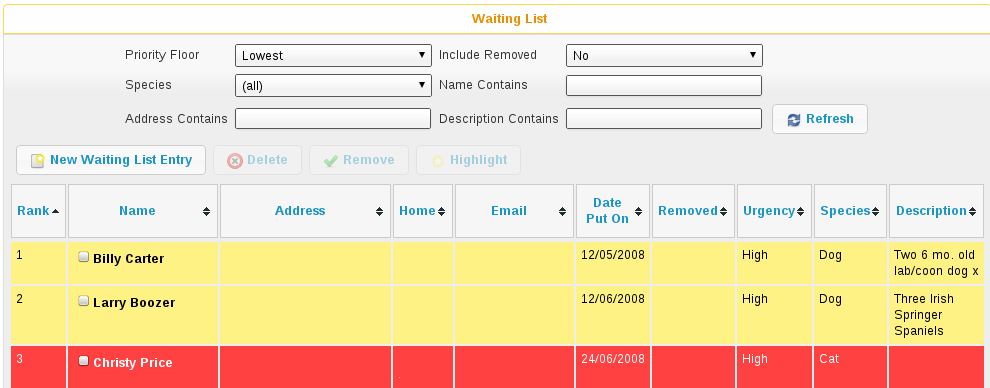 Waiting List
Priority Floor Lowest Include Removed No
Species (all) Name Contains
Address Contains Description Contains Refresh
New Waiting List Entry Delete Remove Highlight
Rank Name Address Home Email Date Put On Removed Urgency Species Description
1 Billy Carter 12/05/2008 High Dog Two 6 mo. old
lab/coon dog x
2 Larry Boozer 12/06/2008 High Dog Three Irish
Springer
Spaniels
3 Christy Price 24/06/2008 High Cat